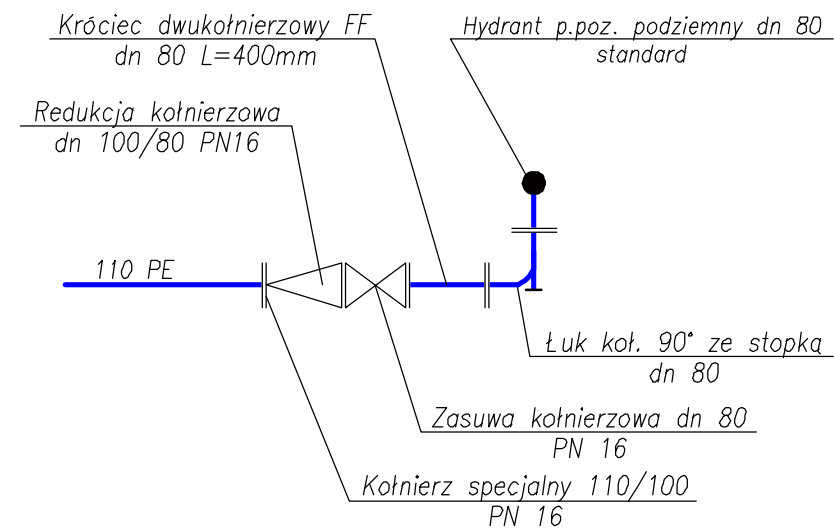 Króciec dwukołnierzowy FF
dn 80 L=400mm
Hydrant p.poz. podziemny dn 80
standard
Redukcja kołnierzowa
dn 100/80 PN16
110 PE
Łuk koł. 90° ze stopką
dn 80
Zasuwa kołnierzowa dn 80
PN 16
Kołnierz specjalny 110/100
PN 16